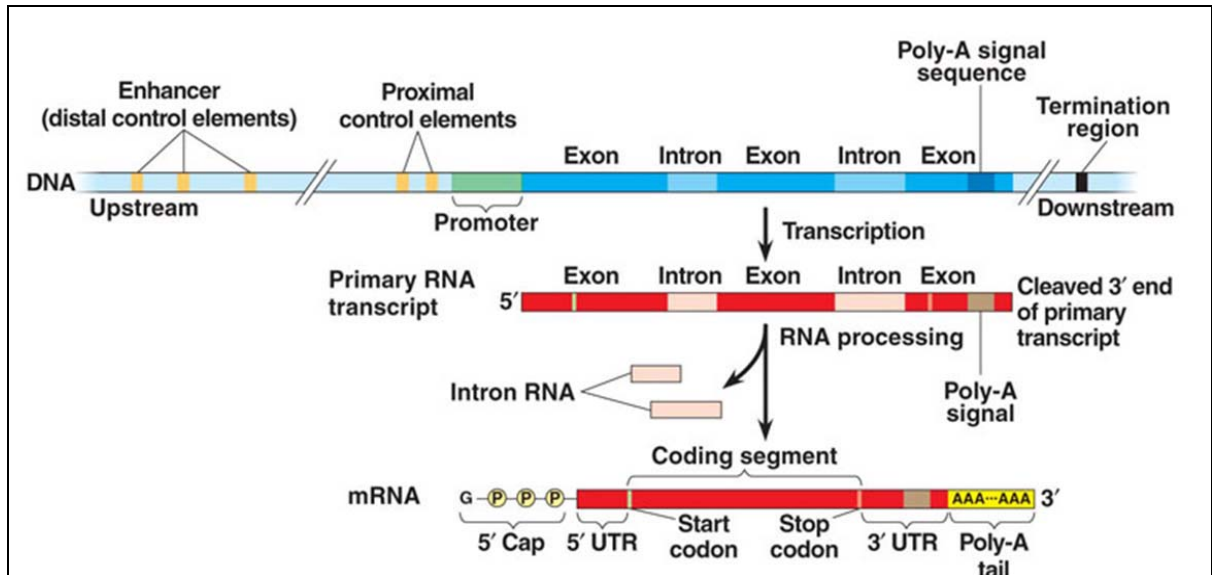 Poly-A signal
sequence
Enhancer
(distal control elements)
Proximal
control elements
Termination
region
Exon Intron Exon Intron Exon
DNA
Upstream
Promoter
Downstream
Transcription
Primary RNA
transcript
5′
Exon Intron Exon Intron Exon
Cleaved 3′ end
of primary
transcript
RNA processing
Intron RNA
Poly-A
signal
Coding segment
mRNA
G P P P
AAA···AAA 3′
5′ Cap
5′ UTR
Start
codon
Stop
codon
3′ UTR
Poly-A
tail